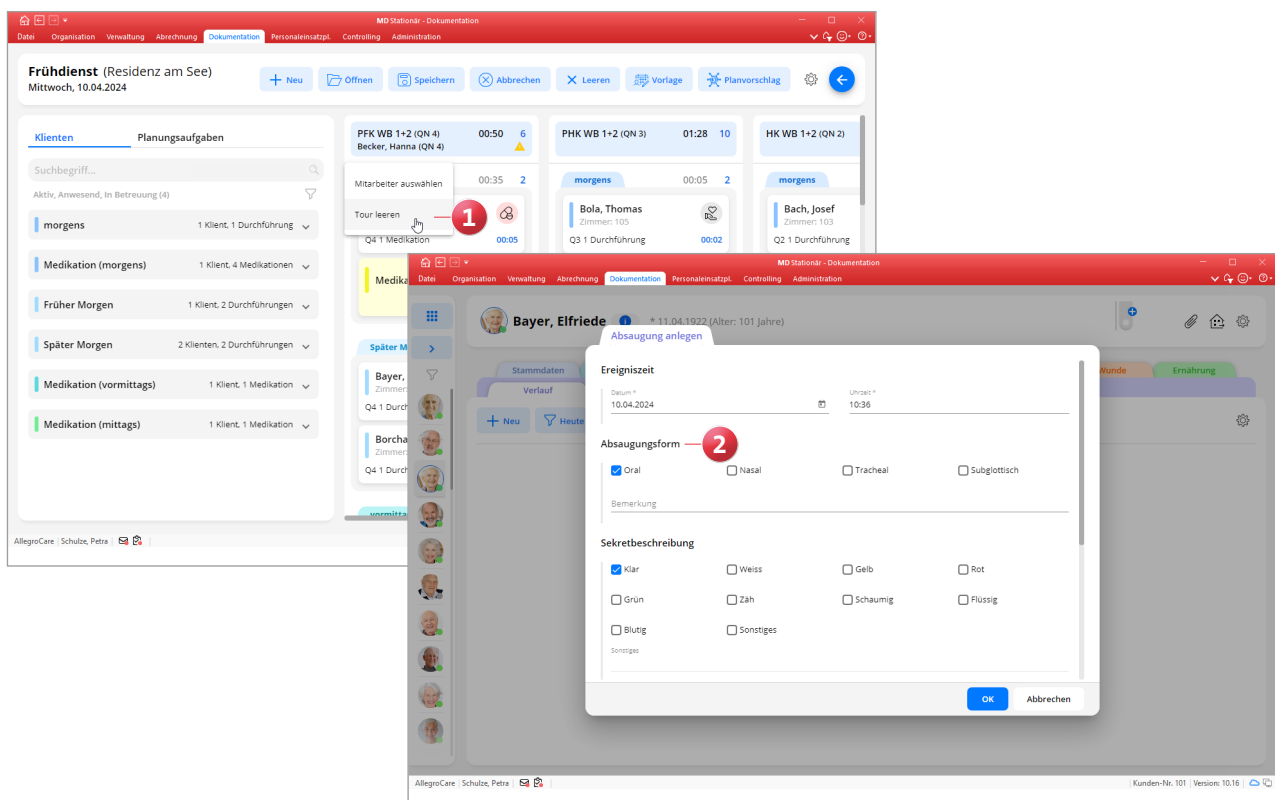 MD Stationär - Dokumentation
Datei Organisation Verwaltung Abrechnung Dokumentation Personaleinsatzpl. Controlling Administration
Frühdienst (Residenz am See)
Mittwoch, 10.04.2024
Neu Öffnen Speichern Abbrechen Leeren Vorlage Planvorschlag
Klienten Planungsaufgaben
Suchbegriff...
Aktiv, Anwesend, In Betreuung (4)
morgens 1 Klient, 1 Durchführung
Medikation (morgens) 1 Klient, 4 Medikationen
Früher Morgen 1 Klient, 2 Durchführungen
Später Morgen 2 Klienten, 2 Durchführungen
Medikation (vormittags) 1 Klient, 1 Medikation
Medikation (mittags) 1 Klient, 1 Medikation
PFK WB 1+2 (QN 4) 00:50 6
Becker, Hanna (QN 4)
Mitarbeiter auswählen
Tour leeren
1
00:35 2
Q4 1 Medikation 00:05
Medika
Später M
Bayer,
Zimmer:
Q4 1 Durch
Borcha
Zimmer:
Q4 1 Durch
vormitta
PHK WB 1+2 (QN 3) 01:28 10
morgens 00:05 2
Bola, Thomas
Zimmer: 105
Q3 1 Durchführung 00:02
HK WB 1+2 (QN 2)
morgens
Bach, Josef
Zimmer: 103
Q2 1 Durchführung
AllegroCare Schulze, Petra
MD Stationär - Dokumentation
Datei Organisation Verwaltung Abrechnung Dokumentation Personaleinsatzpl. Controlling Administration
Bayer, Elfriede * 11.04.1922 (Alter: 101 Jahre)
Stammdaten Wunde Ernährung
Verlauf
Neu Heute
Absaugung anlegen
Ereigniszeit
Datum * Uhrzeit *
10.04.2024 10:36
Absaugungsform
2
Oral Nasal Tracheal Subglottisch
Bemerkung
Sekretbeschreibung
Klar Weiss Gelb Rot
Grün Zäh Schaumig Flüssig
Blutig Sonstiges
Sonstiges
OK Abbrechen
AllegroCare Schulze, Petra Kunden-Nr. 101 Version: 10.16